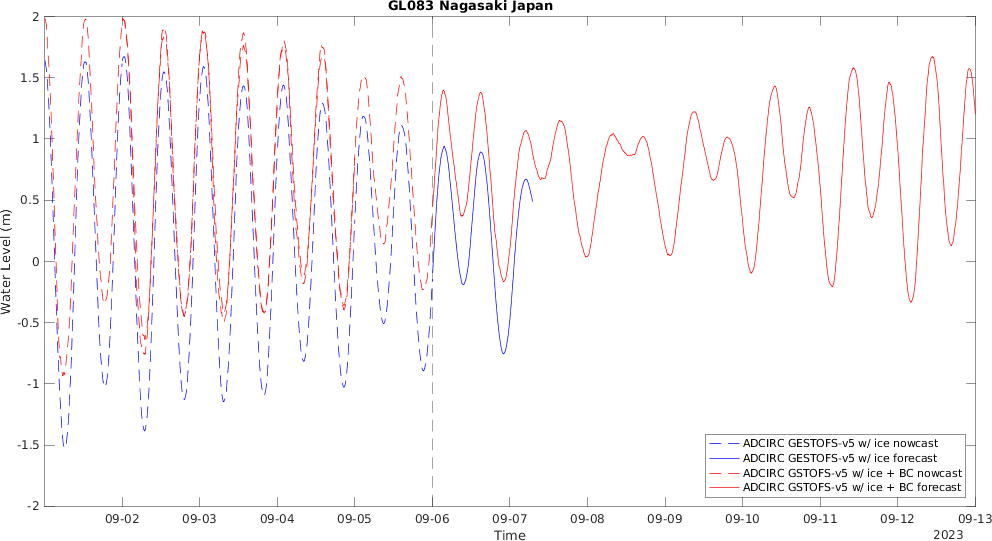 GL083 Nagasaki Japan
Water Level (m)
2
1.5
1
0.5
0
-0.5
-1
-1.5
-2
ADCIRC GESTOFS-v5 w/ ice nowcast
ADCIRC GESTOFS-v5 w/ ice forecast
ADCIRC GSTOFS-v5 w/ ice + BC nowcast
ADCIRC GSTOFS-v5 w/ ice + BC forecast
09-02 09-03 09-04 09-05 09-06 09-07 09-08 09-09 09-10 09-11 09-12 09-13
Time
2023